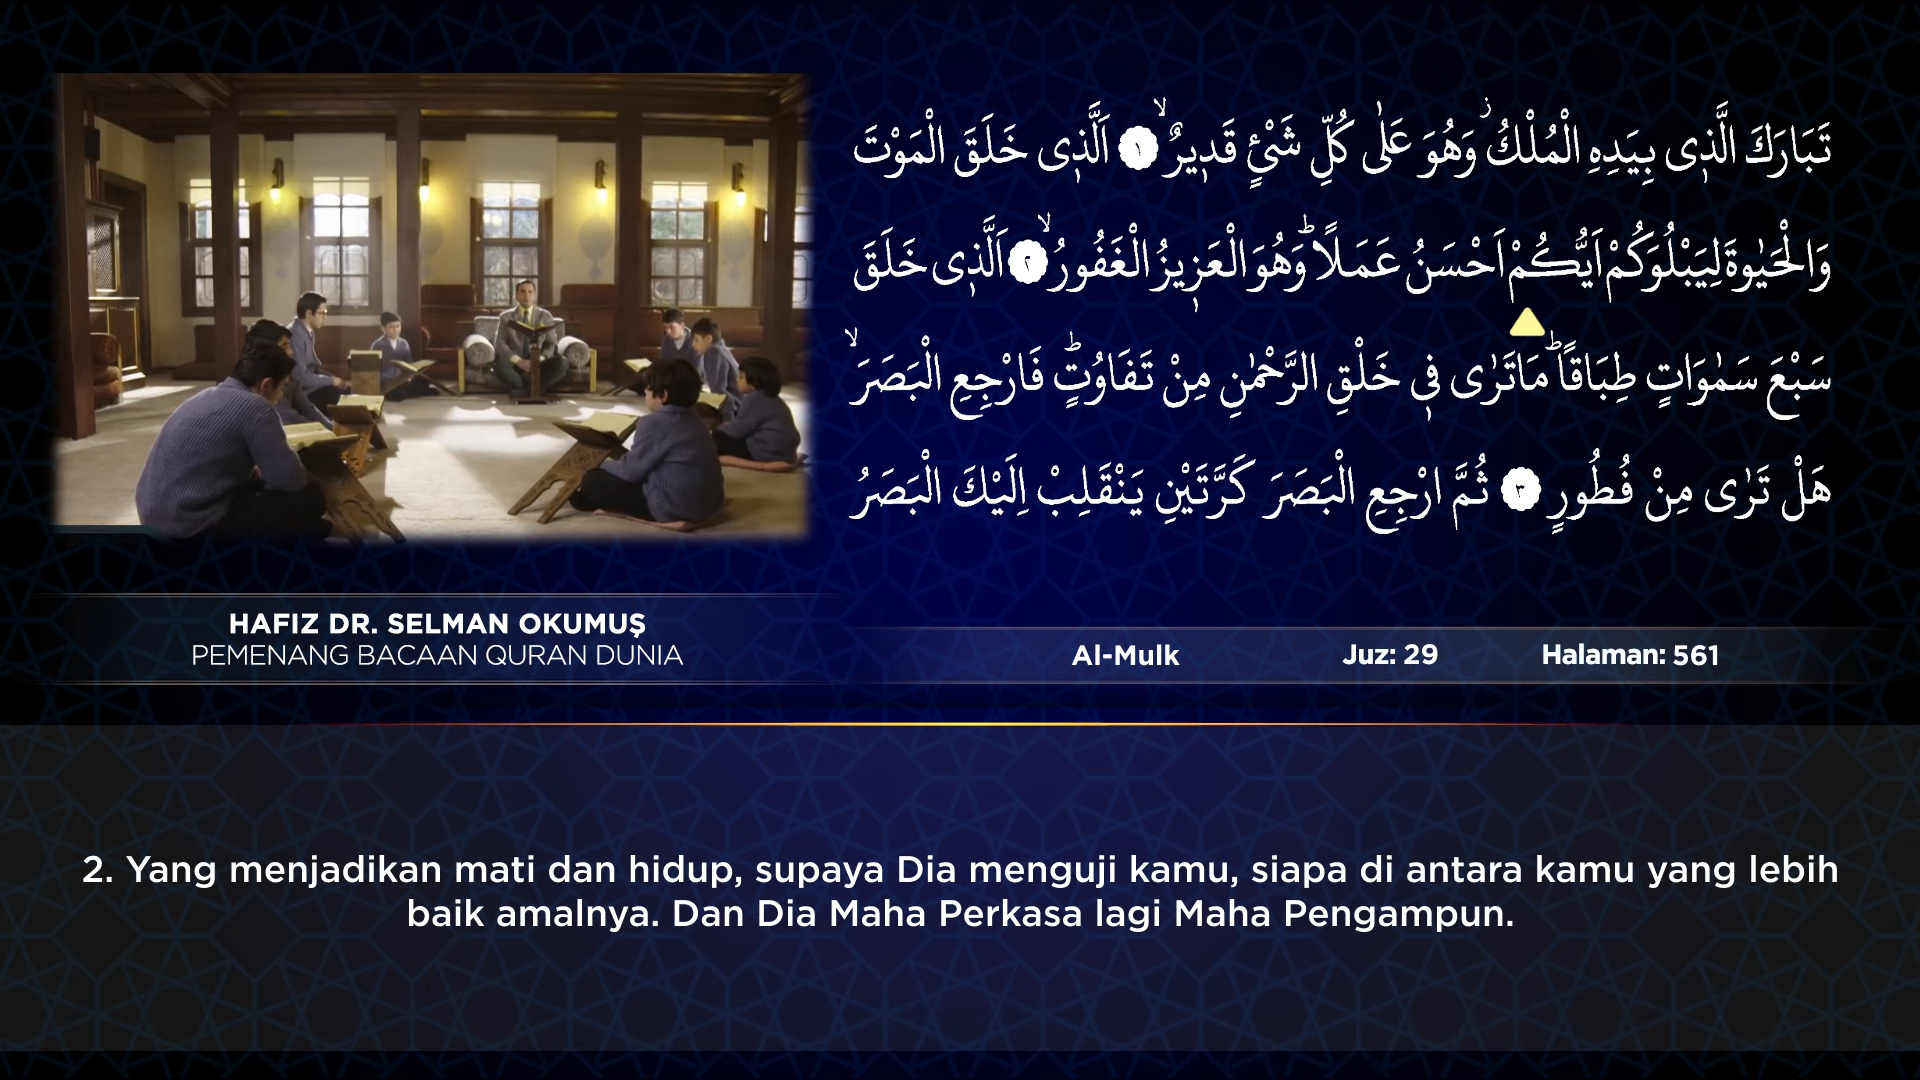 تَبَارَكَ الَّذ۪ى بِيَدِهِ الْمُلْكُۘ وَهُوَ عَلٰى كُلِّ شَىْءٍ قَد۪يرٌۙ ١ اَلَّذ۪ى خَلَقَ الْمَوْتَ
وَالْحَيٰوةَ لِيَبْلُوَكُمْ اَيُّكُمْ اَحْسَنُ عَمَلًاۜ وَهُوَ الْعَز۪يزُ الْغَفُورُۙ ٢ اَلَّذ۪ى خَلَقَ
سَبْعَ سَمٰوَاتٍ طِبَاقًاۜ مَاتَرٰى ف۪ى خَلْقِ الرَّحْمٰنِ مِنْ تَفَاوُتٍۜ فَارْجِعِ الْبَصَرَۙ
هَلْ تَرٰى مِنْ فُطُورٍ ٣ ثُمَّ ارْجِعِ الْبَصَرَ كَرَّتَيْنِ يَنْقَلِبْ اِلَيْكَ الْبَصَرُ
HAFIZ DR. SELMAN OKUMUŞ
PEMENANG BACAAN QURAN DUNIA
Al-Mulk Juz: 29 Halaman: 561
2. Yang menjadikan mati dan hidup, supaya Dia menguji kamu, siapa di antara kamu yang lebih
baik amalnya. Dan Dia Maha Perkasa lagi Maha Pengampun.